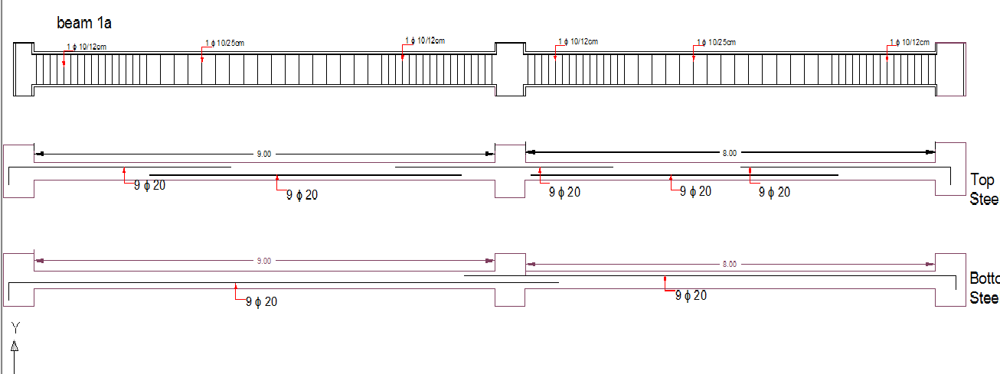 beam 1a
1 ϕ 10/12cm
1 ϕ 10/25cm
1 ϕ 10/12cm
1 ϕ 10/12cm
1 ϕ 10/25cm
1 ϕ 10/12cm
9.00
8.00
9 ϕ 20
9 ϕ 20
9 ϕ 20
9 ϕ 20
9 ϕ 20
Top
Stee
9.00
8.00
9 ϕ 20
9 ϕ 20
Botto
Stee
Y